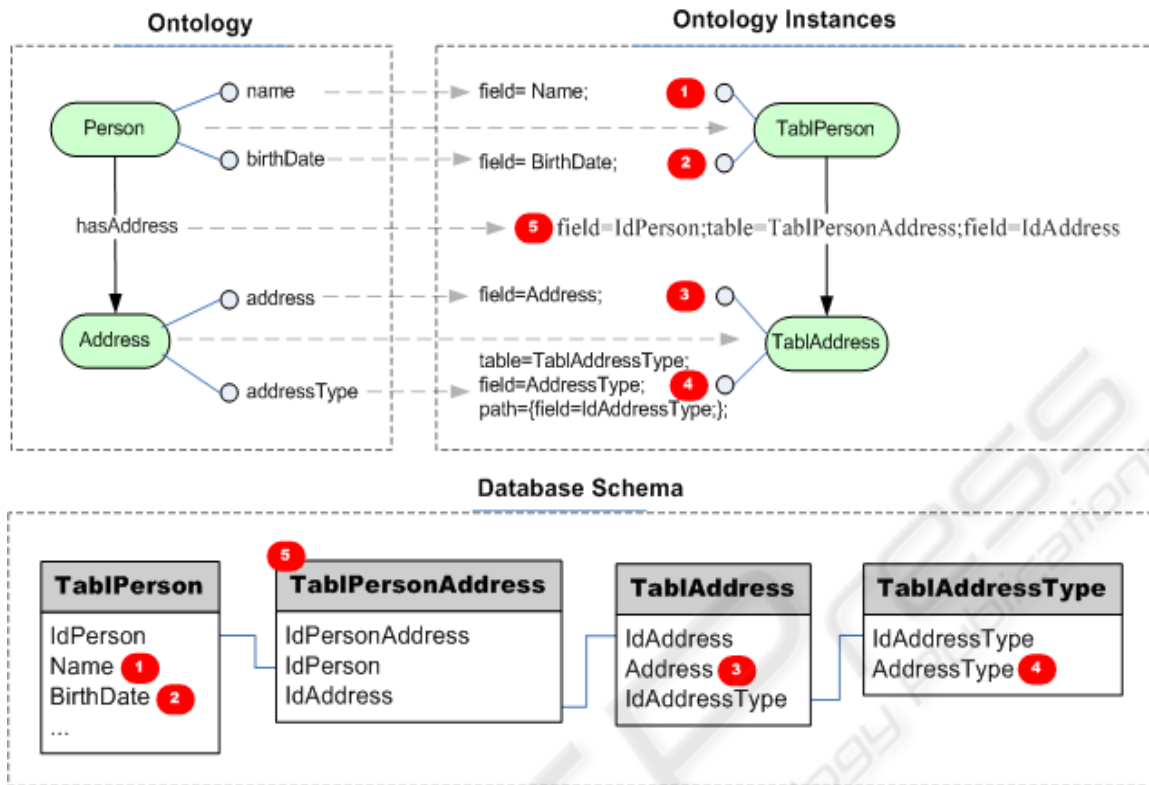 Ontology
Ontology Instances
name
field= Name;
1
Person
TablPerson
birthDate
field= BirthDate;
2
hasAddress
5 field=IdPerson;table=TablPersonAddress;field=IdAddress
address
field=Address;
3
Address
TablAddress
addressType
table=TablAddressType;
field=AddressType;
path={field=IdAddressType;};
4
Database Schema
TablPerson
IdPerson
Name 1
BirthDate 2
...
5
TablPersonAddress
IdPersonAddress
IdPerson
IdAddress
TablAddress
IdAddress
Address 3
IdAddressType
TablAddressType
IdAddressType
AddressType 4